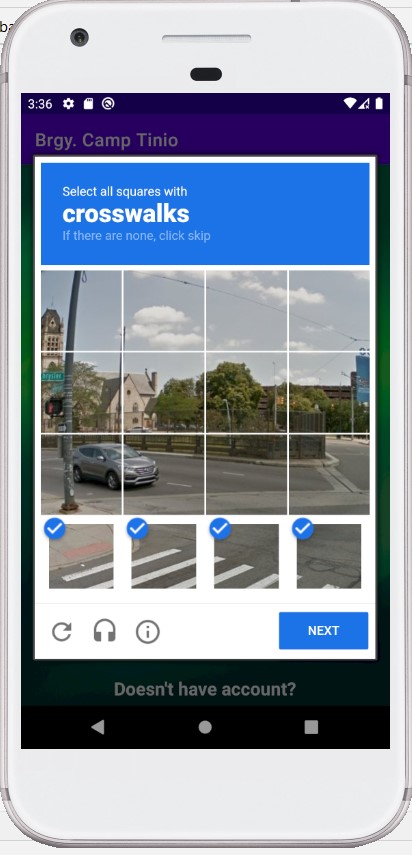 3:36
Brgy. Camp Tinio
Select all squares with
crosswalks
If there are none, click skip
NEXT
Doesn't have account?